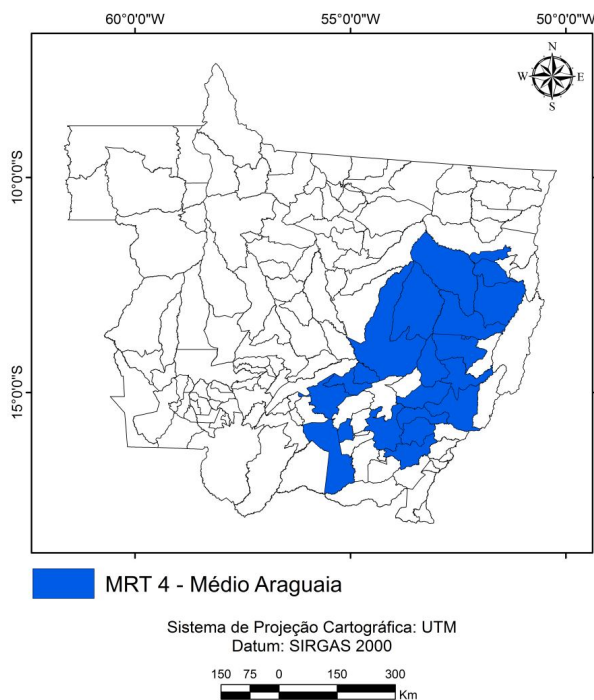 60°0'0"W 55°0'0"W 50°0'0"W
N
W E
S
10°0'0"S
15°0'0"S
MRT 4 - Médio Araguaia
Sistema de Projeção Cartográfica: UTM
Datum: SIRGAS 2000
150 75 0 150 300
Km